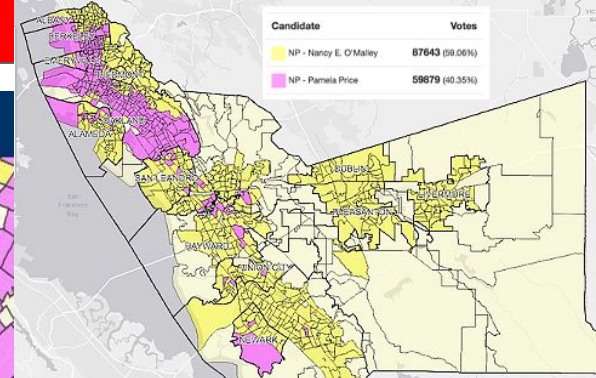 Candidate Votes
NP - Nancy E. O'Malley 87643 (59.06%)
NP - Pamela Price 59879 (40.35%)
ALBANY
BERKELEY
EMERYVILLE
PIEDMONT
OAKLAND
ALAMEDA
SAN LEANDRO
DUBLIN
LIVERMORE
PLEASANTON
HAYWARD
UNION CITY
NEWARK
San
Francisco
Bay